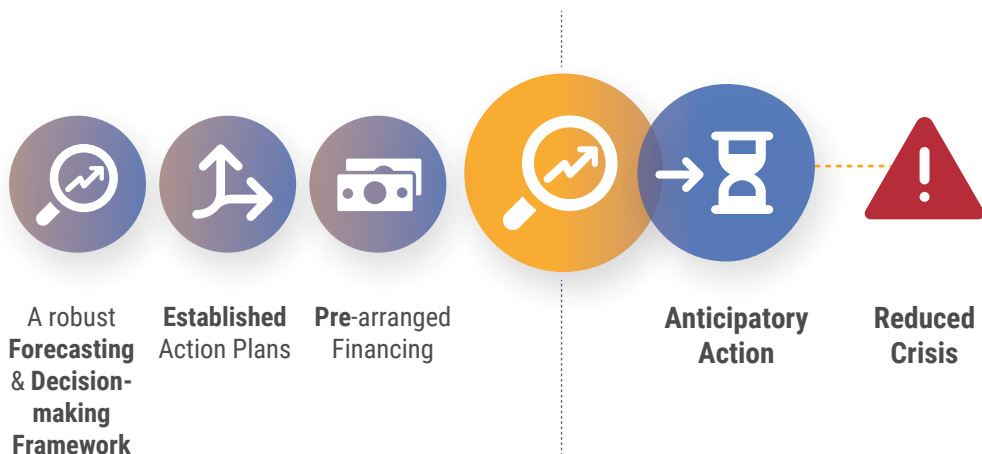 A robust
Forecasting
& Decision-
making
Framework
Established
Action Plans
Pre-arranged
Financing
Anticipatory
Action
Reduced
Crisis